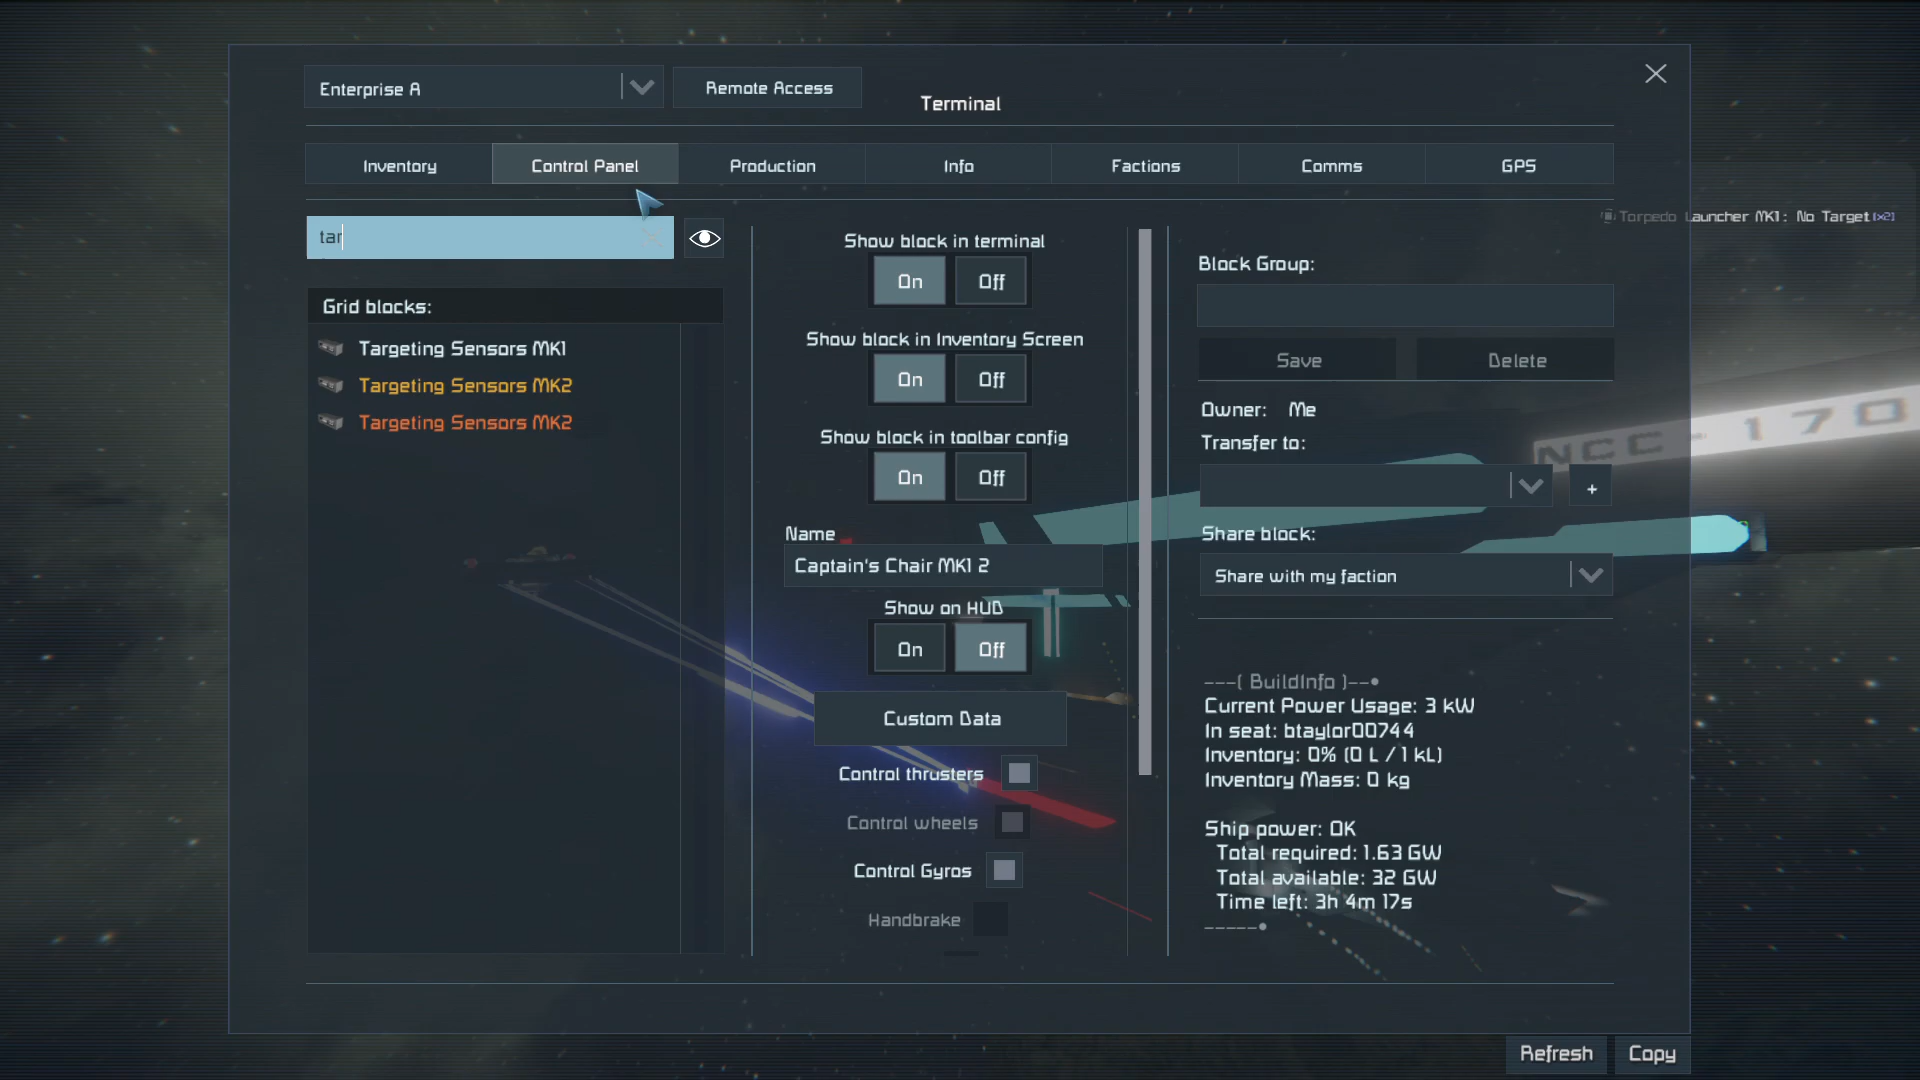 Enterprise A
Remote Access
Terminal
Inventory
Control Panel
Production
Info
Factions
Comms
GPS
tar
Grid blocks:
Targeting Sensors MK1
Targeting Sensors MK2
Targeting Sensors MK2
Show block in terminal
On Off
Show block in Inventory Screen
On Off
Show block in toolbar config
On Off
Name
Captain's Chair MK1 2
Show on HUD
On Off
Custom Data
Control thrusters
Control wheels
Control Gyros
Handbrake
Torpedo Launcher MK1: No Target [x2]
Block Group:
Save Delete
Owner: Me
Transfer to:
+
Share block:
Share with my faction
NCC-170
---( BuildInfo )--•
Current Power Usage: 3 kW
In seat: btaylor00744
Inventory: 0% (0 L / 1 kL)
Inventory Mass: 0 kg
Ship power: OK
Total required: 1.63 GW
Total available: 32 GW
Time left: 3h 4m 17s
-----•
Refresh
Copy